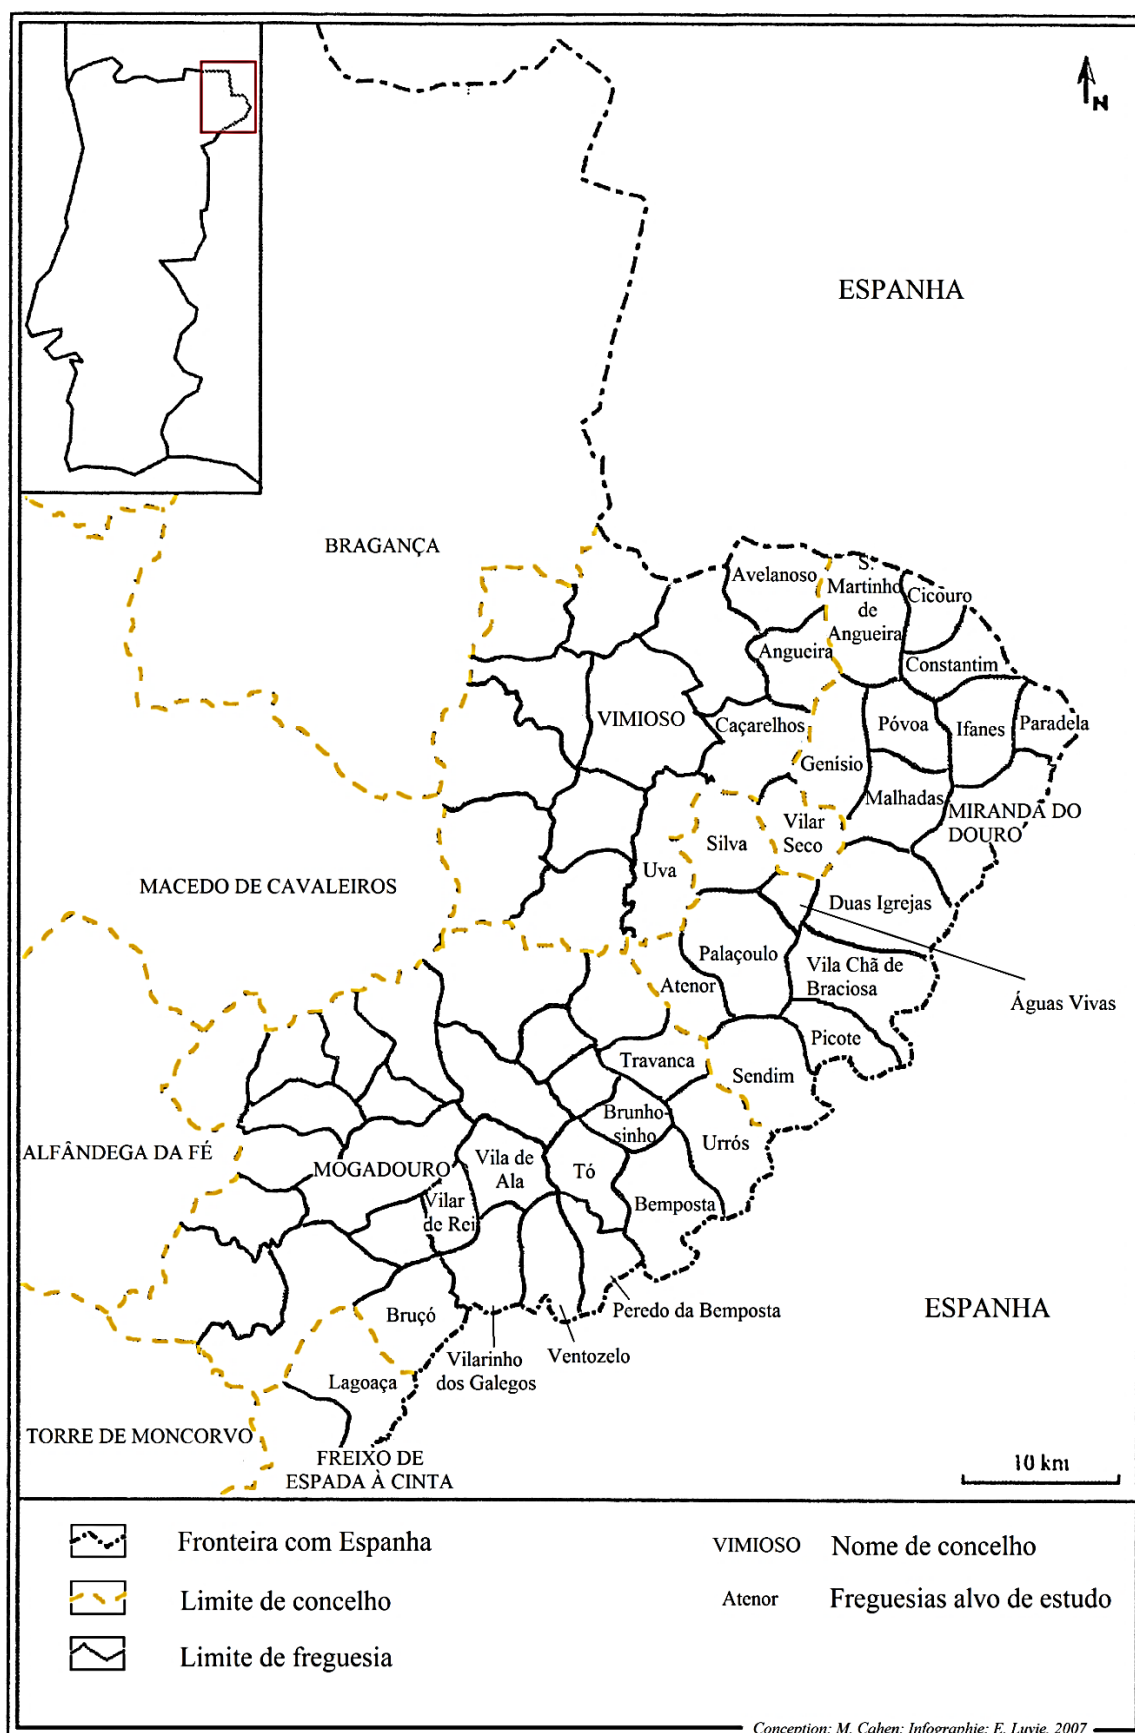 N
ESPANHA
BRAGANÇA
Avelanoso
S.
Martinho
de
Angueira
Cicouro
Angueira
Constantim
VIMIOSO
Caçarelhos
Póvoa
Ifanes
Paradela
Genísio
Malhadas
MIRANDA DO
DOURO
Silva
Vilar
Seco
Uva
MACEDO DE CAVALEIROS
Duas Igrejas
Palaçoulo
Vila Chã de
Braciosa
Atenor
Águas Vivas
Picote
Travanca
Sendim
Brunho-
sinho
Urrós
ALFÂNDEGA DA FÉ
MOGADOURO
Vila de
Ala
Tó
Vilar
de Rei
Bemposta
Bruçó
Peredo da Bemposta
ESPANHA
Vilarinho
dos Galegos
Ventozelo
Lagoaça
TORRE DE MONCORVO
FREIXO DE
ESPADA À CINTA
10 km
Fronteira com Espanha
VIMIOSO Nome de concelho
Limite de concelho
Atenor Freguesias alvo de estudo
Limite de freguesia
Conception: M. Cahen; Infographie: E. Luvie, 2007